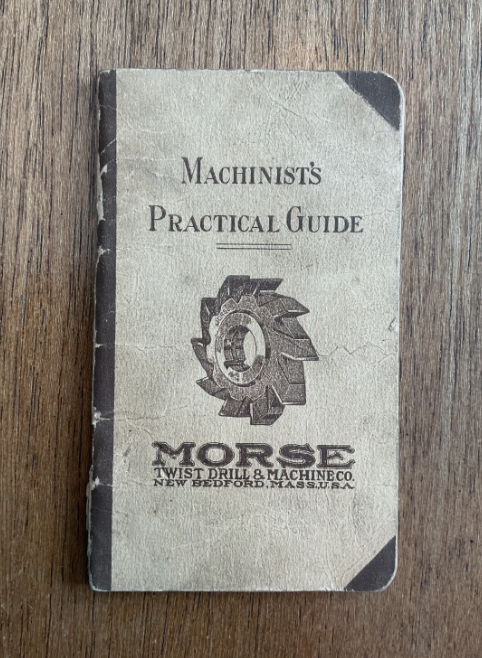 MACHINIST'S
PRACTICAL GUIDE
MORSE
TWIST DRILL & MACHINE CO.
NEW BEDFORD, MASS. U.S.A.